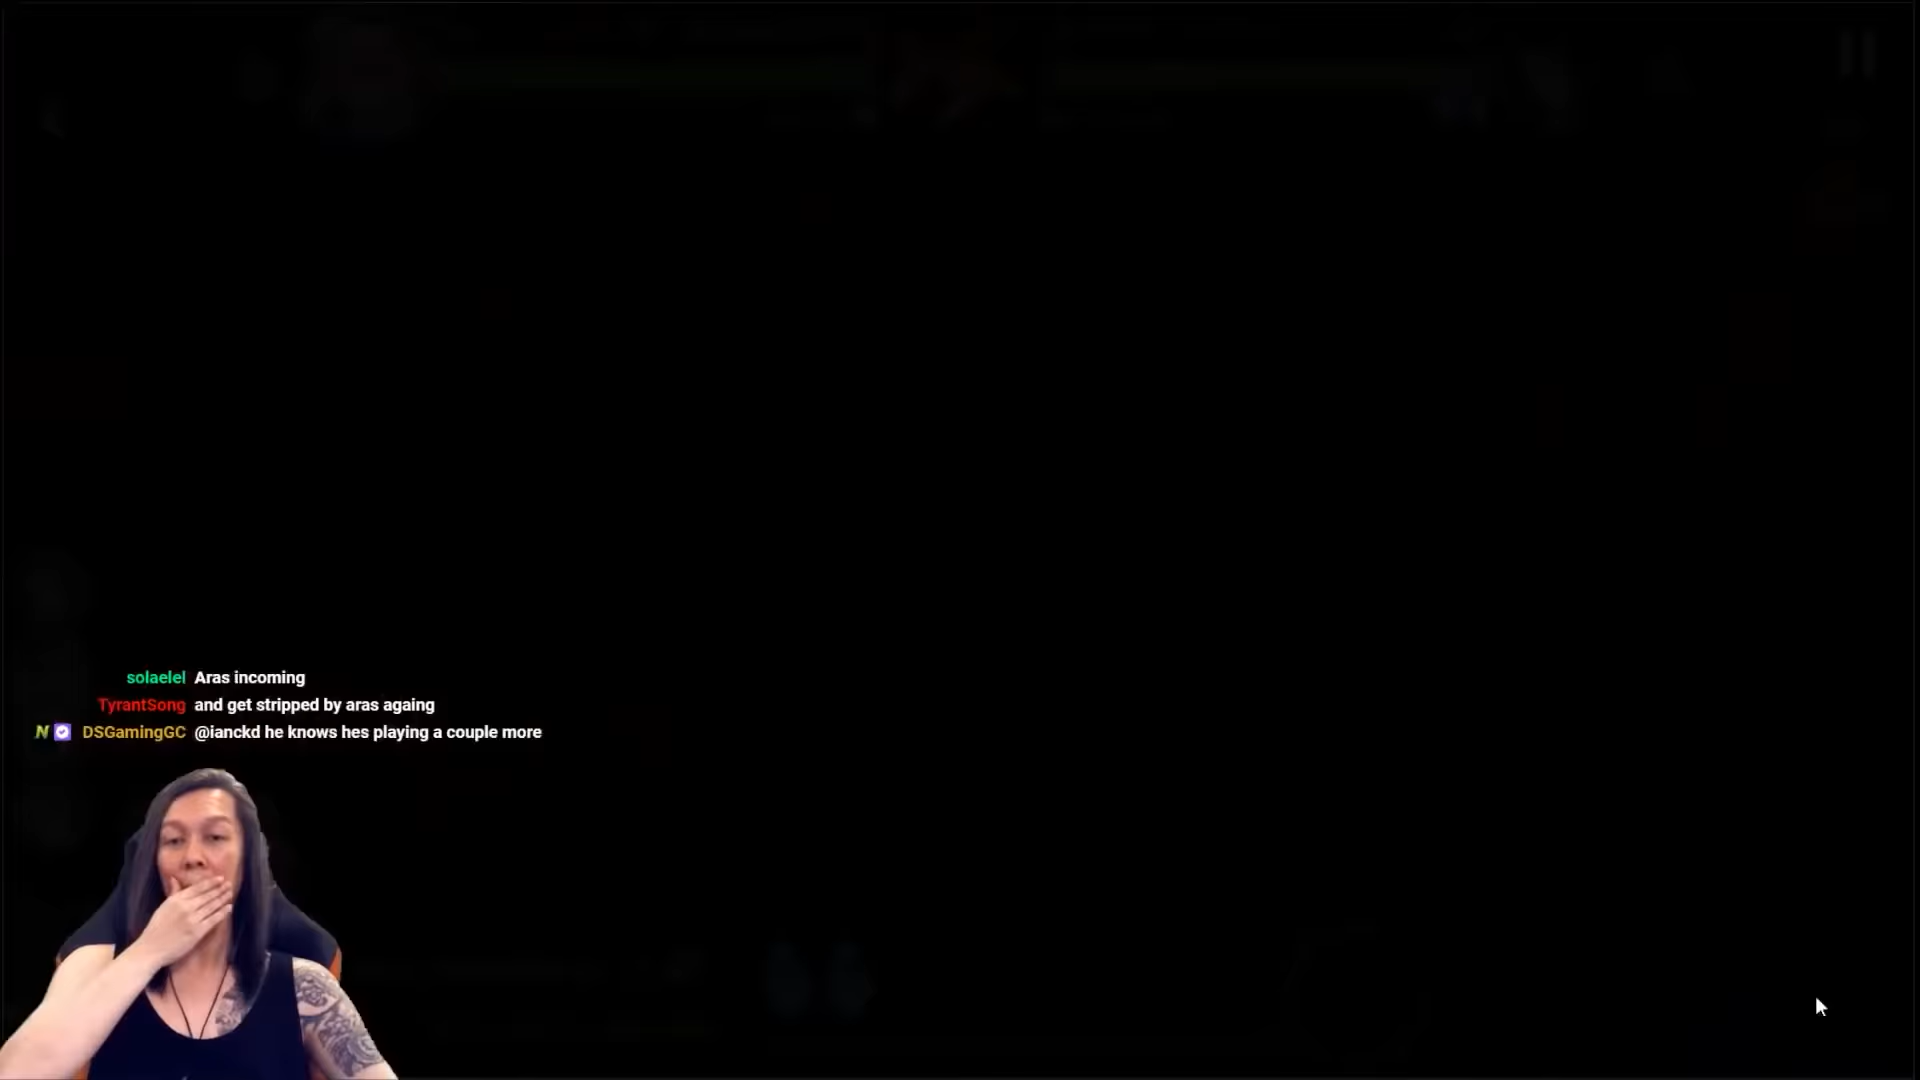 solaelel Aras incoming
TyrantSong and get stripped by aras againg
N DSGamingGC @ianckd he knows hes playing a couple more